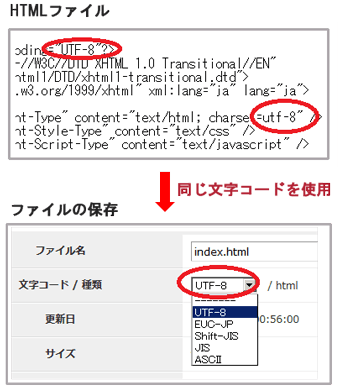 HTMLファイル
oding="UTF-8"?>
-//W3C//DTD XHTML 1.0 Transitional//EN"
html1/DTD/xhtml1-transitional.dtd">
.w3.org/1999/xhtml" xml:lang="ja" lang="ja">
nt-Type" content="text/html; charset=utf-8" />
nt-Style-Type" content="text/css" />
nt-Script-Type" content="text/javascript" />
同じ文字コードを使用
ファイルの保存
ファイル名 index.html
文字コード / 種類 UTF-8 / html
UTF-8
更新日 0:56:00
EUC-JP
Shift-JIS
サイズ
JIS
ASCII